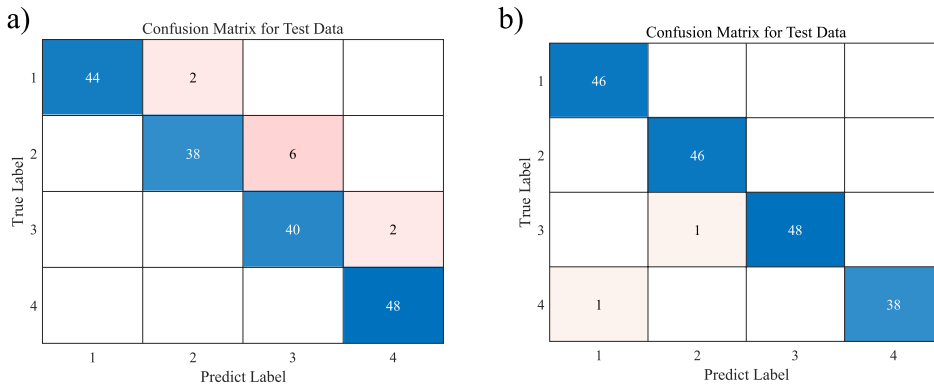 a)
Confusion Matrix for Test Data
1 44 2
2 38 6
3 40 2
4 48
1 2 3 4
Predict Label
True Label
b)
Confusion Matrix for Test Data
1 46
2 46
3 1 48
4 1 38
1 2 3 4
Predict Label
True Label